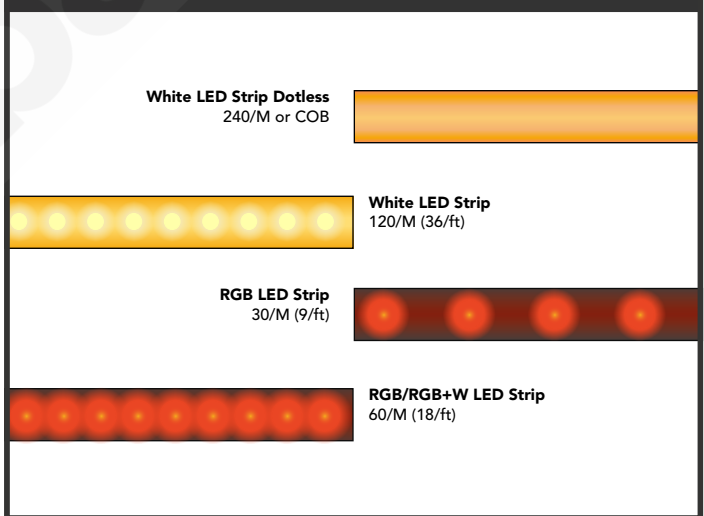 White LED Strip Dotless
240/M or COB
White LED Strip
120/M (36/ft)
RGB LED Strip
30/M (9/ft)
RGB/RGB+W LED Strip
60/M (18/ft)